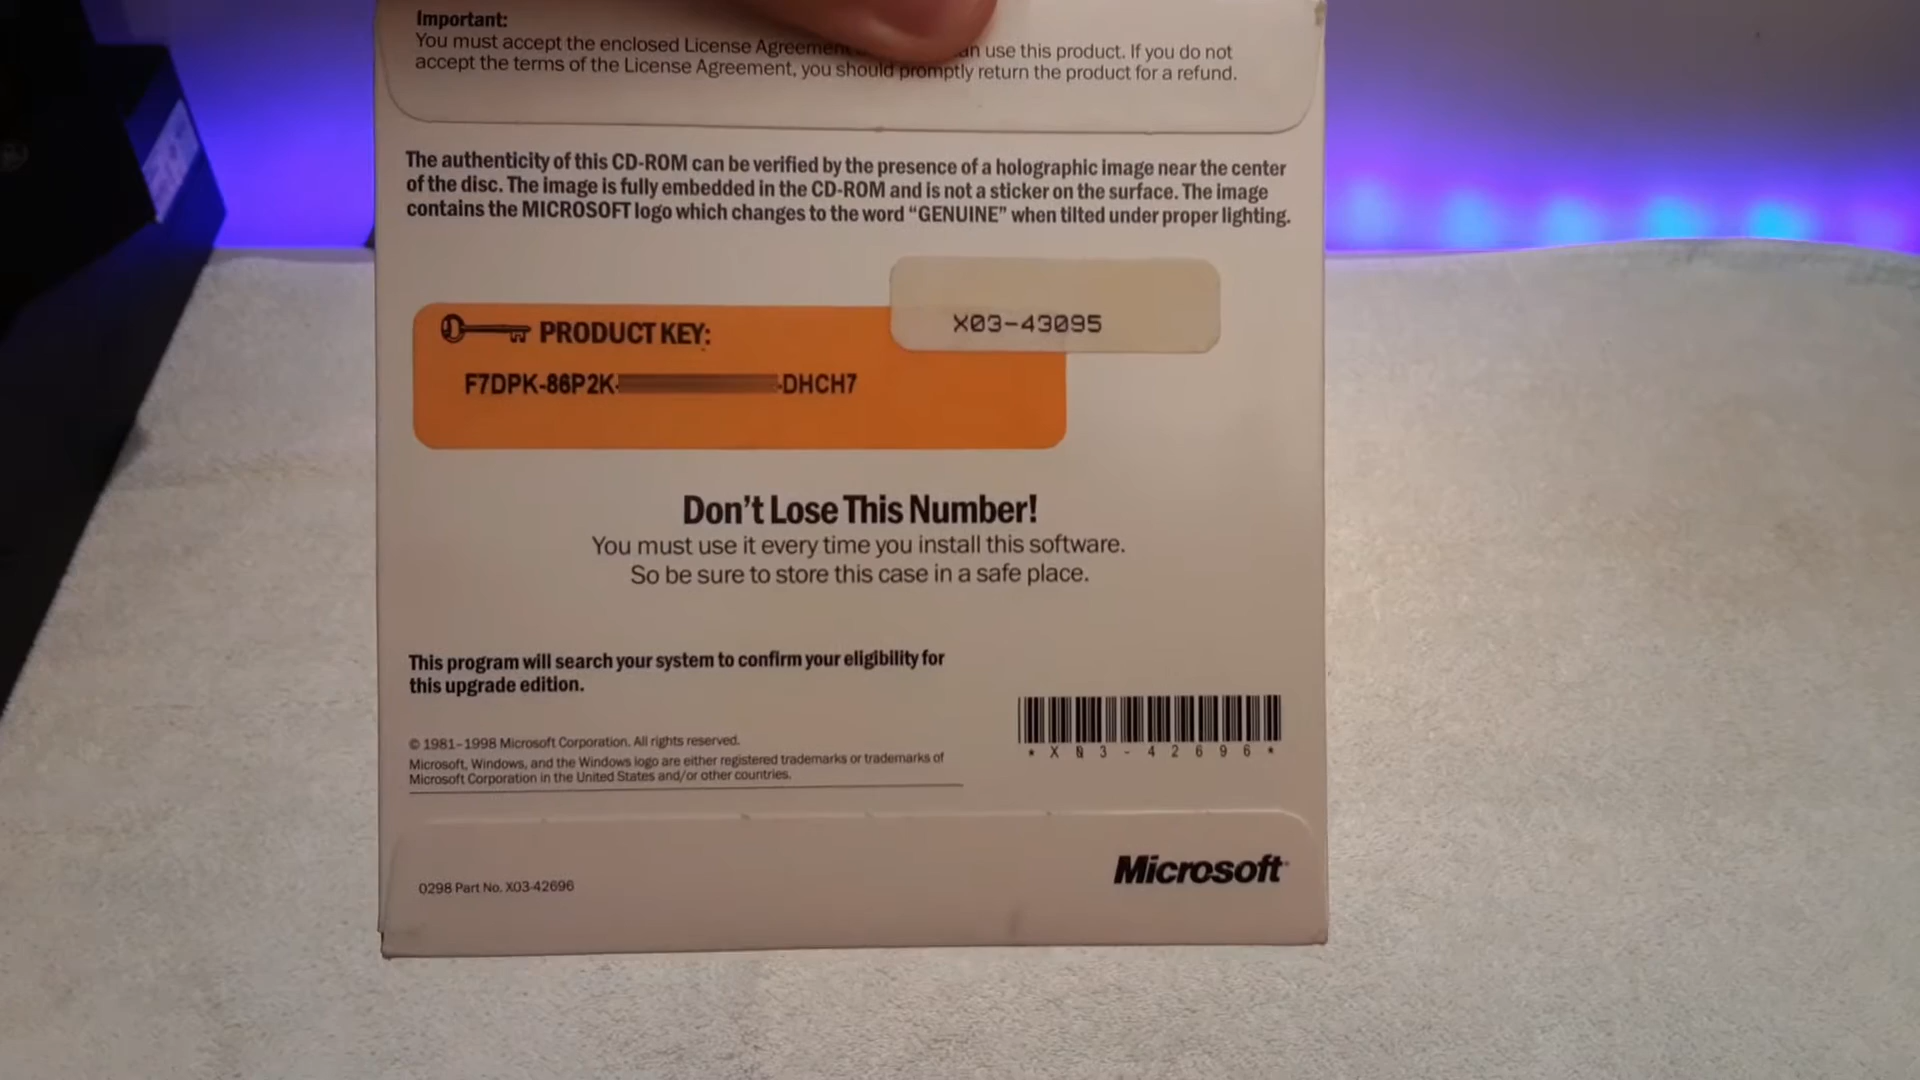 Important:
You must accept the enclosed License Agreement an use this product. If you do not
accept the terms of the License Agreement, you should promptly return the product for a refund.
The authenticity of this CD-ROM can be verified by the presence of a holographic image near the center
of the disc. The image is fully embedded in the CD-ROM and is not a sticker on the surface. The image
contains the MICROSOFT logo which changes to the word “GENUINE” when tilted under proper lighting.
X03-43095
PRODUCT KEY:
F7DPK-86P2K- -DHCH7
Don't Lose This Number!
You must use it every time you install this software.
So be sure to store this case in a safe place.
This program will search your system to confirm your eligibility for
this upgrade edition.
© 1981-1998 Microsoft Corporation. All rights reserved.
Microsoft, Windows, and the Windows logo are either registered trademarks or trademarks of
Microsoft Corporation in the United States and/or other countries.
*X03-42696*
0298 Part No. X03-42696
Microsoft